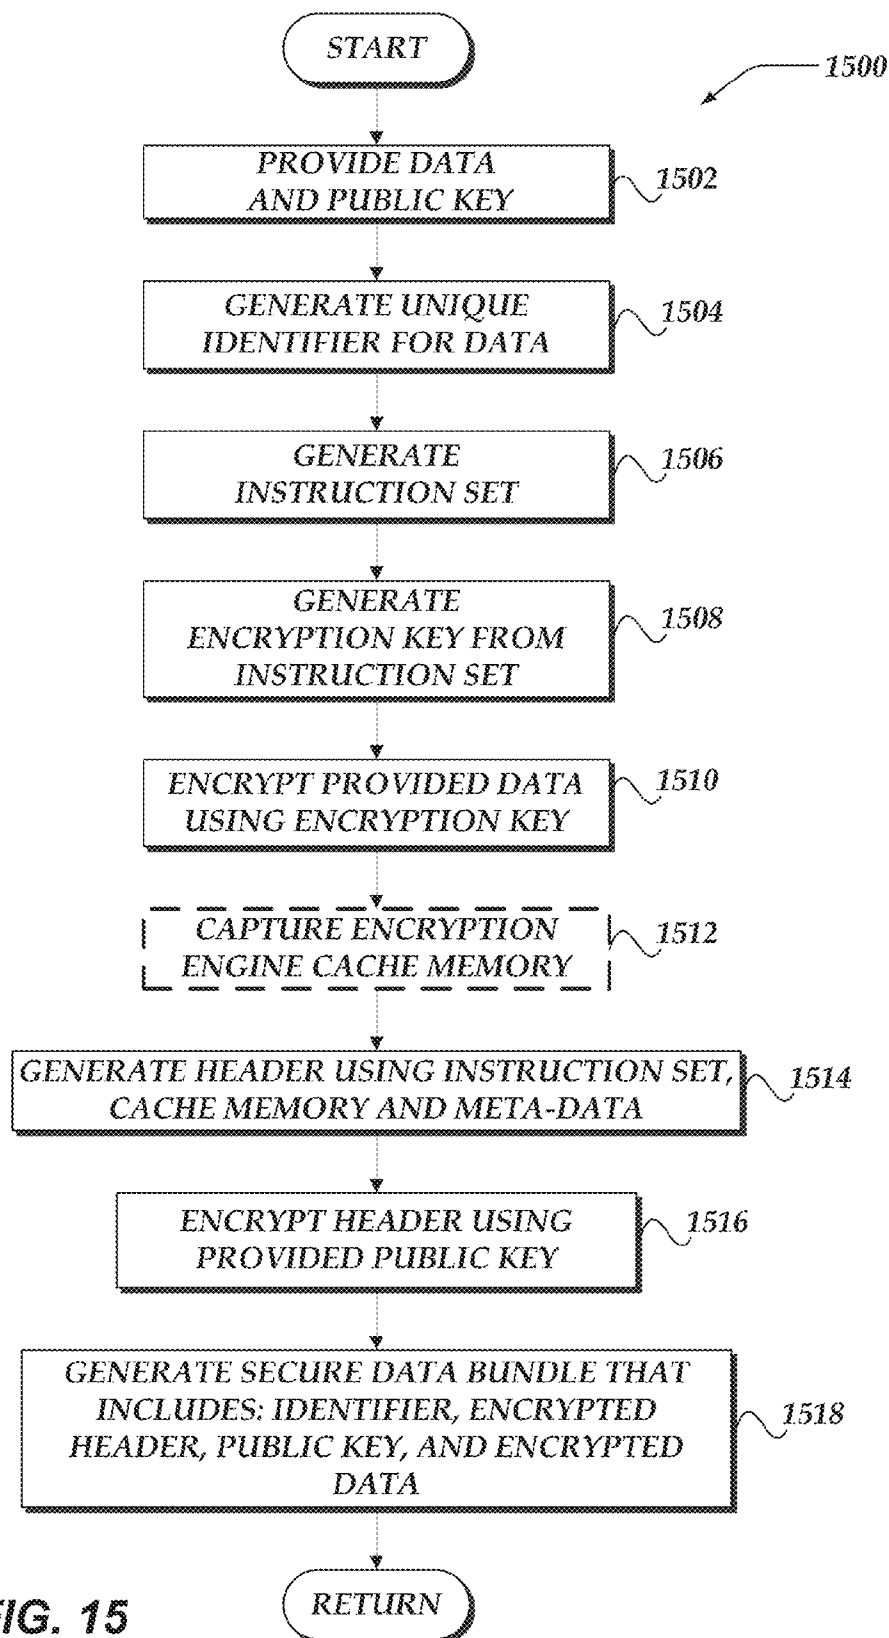 START
1500
PROVIDE DATA
AND PUBLIC KEY
1502
GENERATE UNIQUE
IDENTIFIER FOR DATA
1504
GENERATE
INSTRUCTION SET
1506
GENERATE
ENCRYPTION KEY FROM
INSTRUCTION SET
1508
ENCRYPT PROVIDED DATA
USING ENCRYPTION KEY
1510
CAPTURE ENCRYPTION
ENGINE CACHE MEMORY
1512
GENERATE HEADER USING INSTRUCTION SET,
CACHE MEMORY AND META-DATA
1514
ENCRYPT HEADER USING
PROVIDED PUBLIC KEY
1516
GENERATE SECURE DATA BUNDLE THAT
INCLUDES: IDENTIFIER, ENCRYPTED
HEADER, PUBLIC KEY, AND ENCRYPTED
DATA
1518
RETURN
FIG. 15